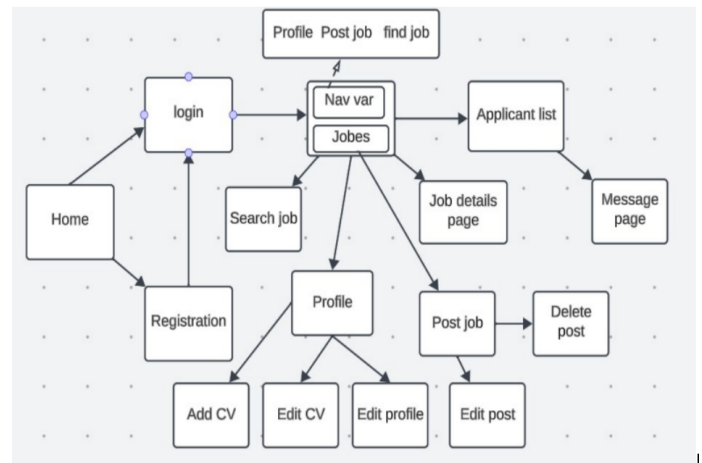 Profile Post job find job
login
Nav var
Jobes
Applicant list
Home
Search job
Job details
page
Message
page
Registration
Profile
Post job
Delete
post
Add CV
Edit CV
Edit profile
Edit post